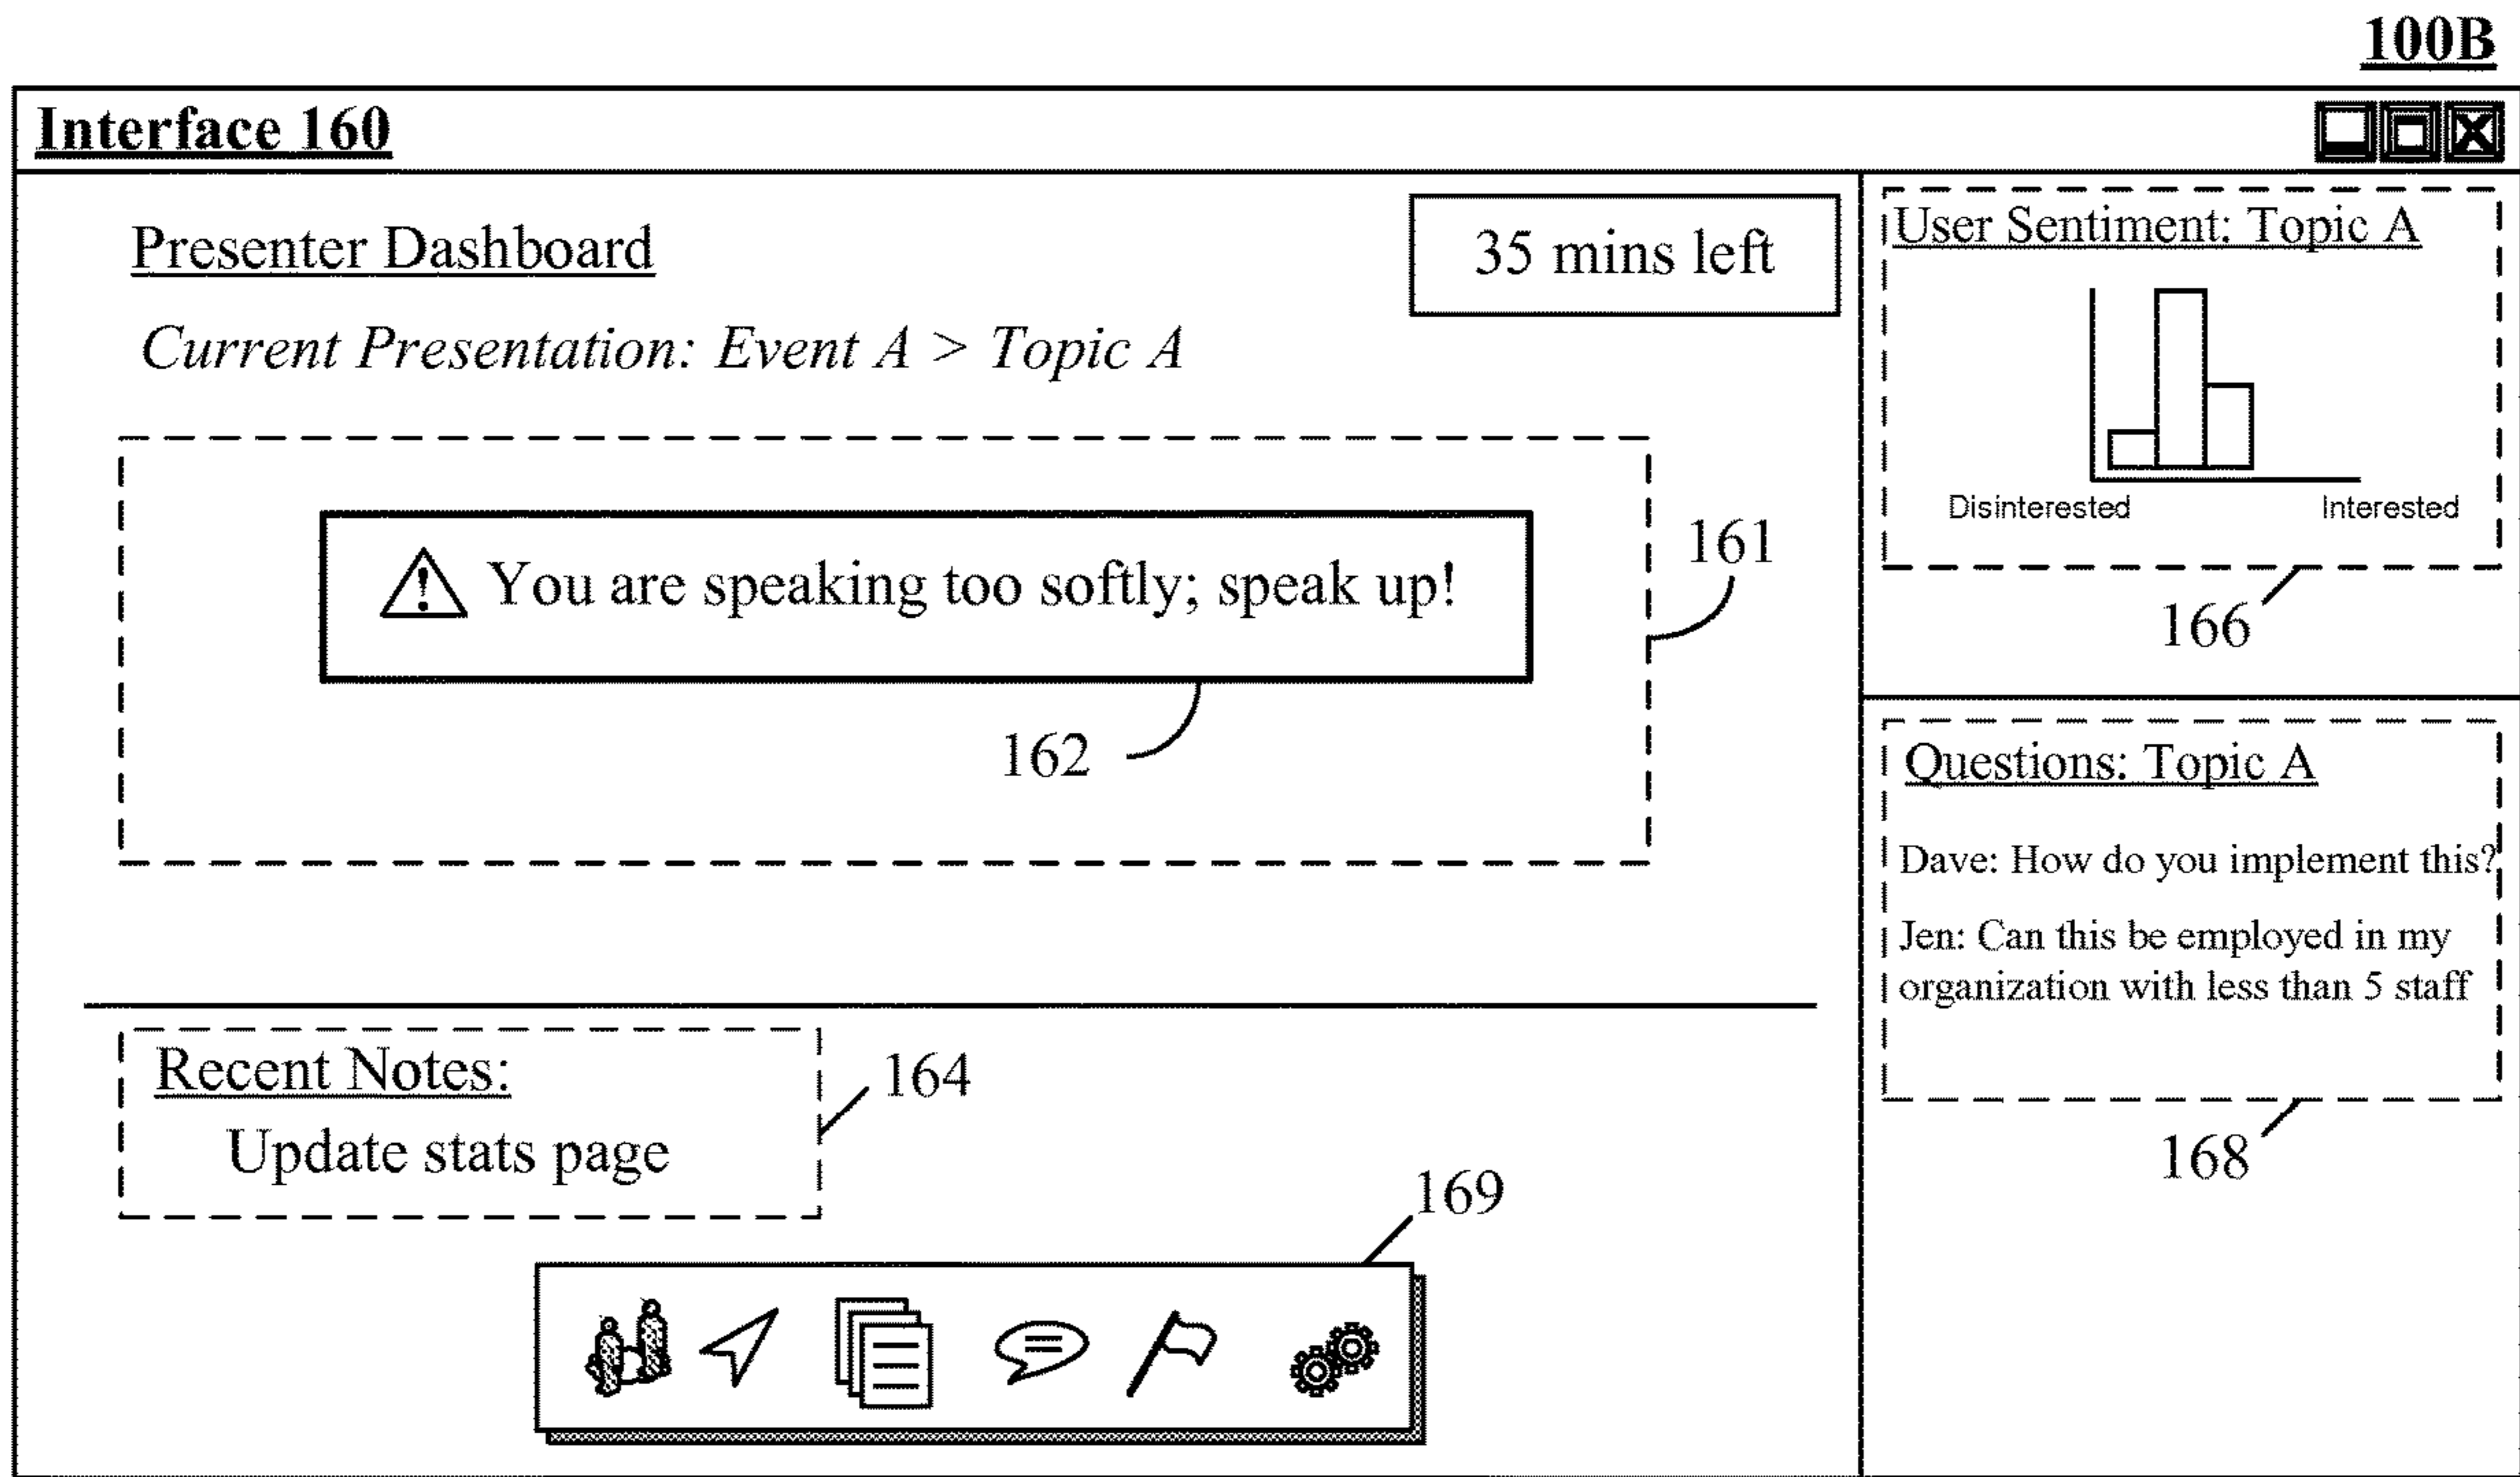 100B
Interface 160
Presenter Dashboard
35 mins left
Current Presentation: Event A > Topic A
You are speaking too softly; speak up!
161
162
Recent Notes:
Update stats page
164
169
User Sentiment: Topic A
Disinterested Interested
166
Questions: Topic A
Dave: How do you implement this?
Jen: Can this be employed in my
organization with less than 5 staff
168